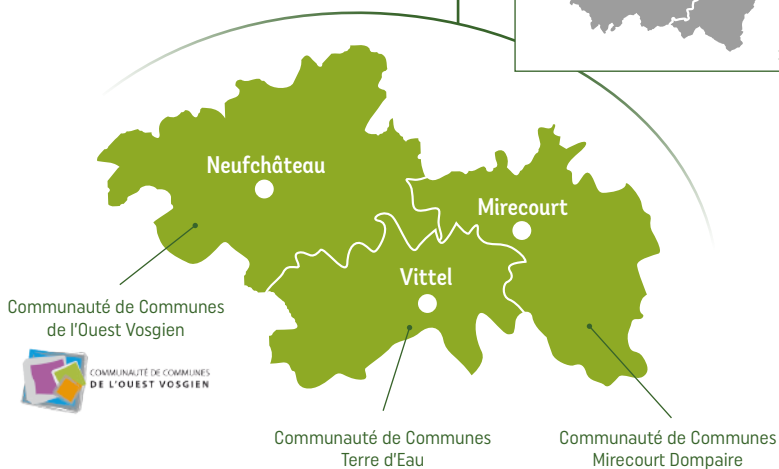 Neufchâteau
Mirecourt
Vittel
Communauté de Communes
de l'Ouest Vosgien
COMMUNAUTÉ DE COMMUNES
DE L'OUEST VOSGIEN
Communauté de Communes
Terre d'Eau
Communauté de Communes
Mirecourt Dompaire